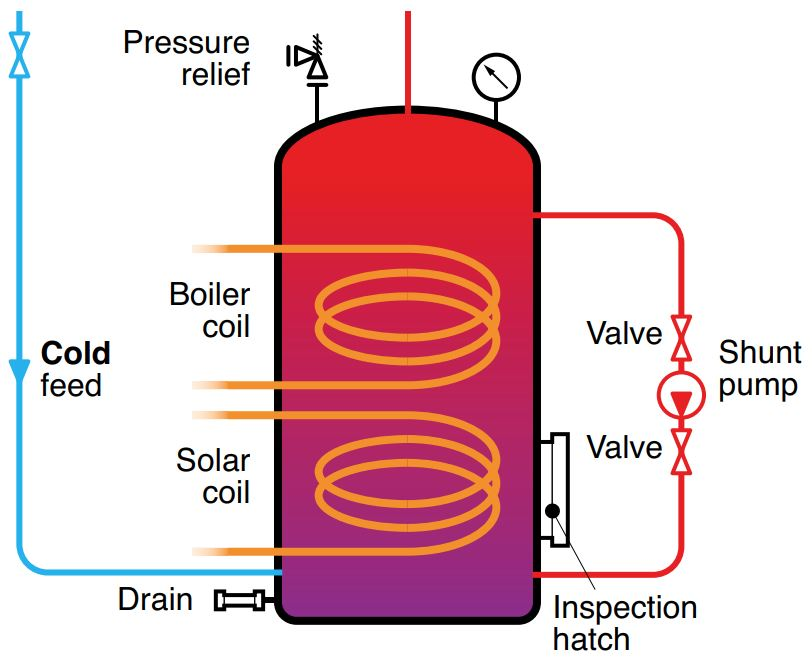 Pressure
relief
Boiler
coil
Cold
feed
Valve
Shunt
pump
Valve
Solar
coil
Drain
Inspection
hatch